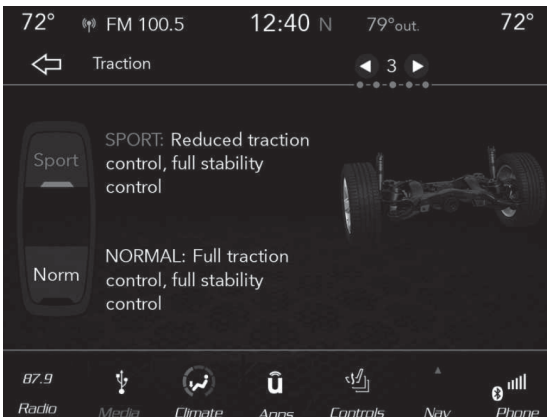 72° FM 100.5 12:40 N 79°out. 72°
Traction
3
Sport
SPORT: Reduced traction
control, full stability
control
Norm
NORMAL: Full traction
control, full stability
control
87.9
Radio Media Climate Apps Controls Nav Phone